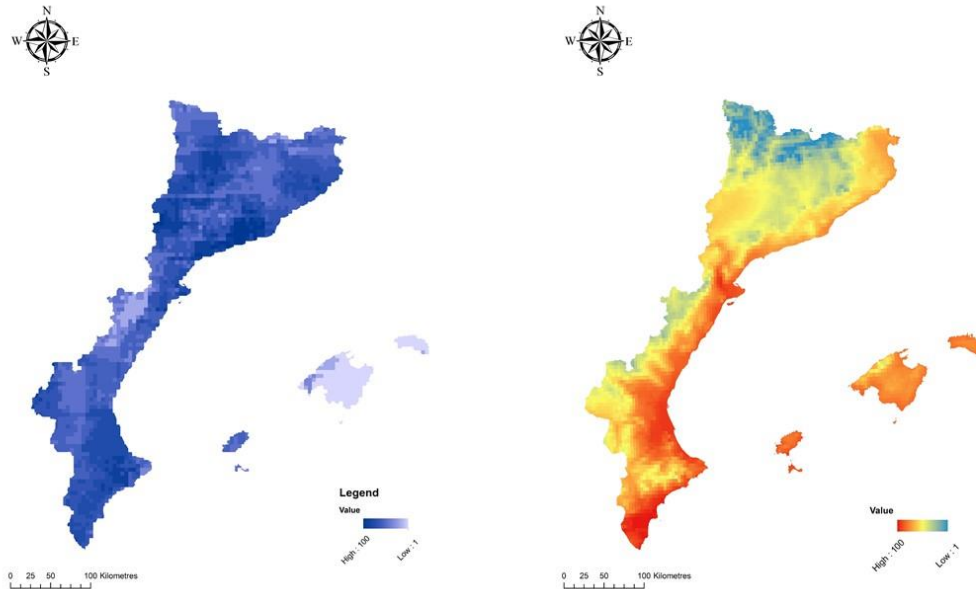 N
W E
S
Legend
Value
High : 100
Low : 1
0 25 50 100 Kilometres
N
W E
S
Value
High : 100
Low : 1
0 25 50 100 Kilometres